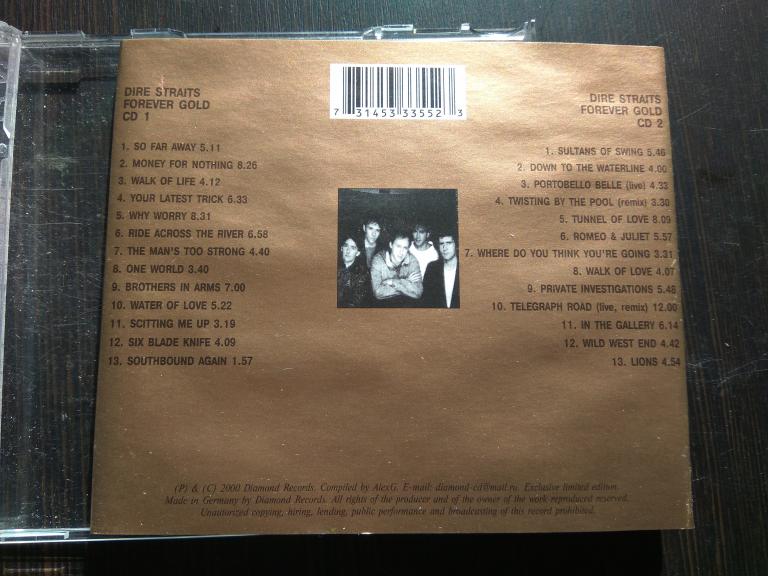 DIRE STRAITS
FOREVER GOLD
CD 1
1. SO FAR AWAY 5.11
2. MONEY FOR NOTHING 8.26
3. WALK OF LIFE 4.12
4. YOUR LATEST TRICK 6.33
5. WHY WORRY 8.31
6. RIDE ACROSS THE RIVER 6.58
7. THE MAN'S TOO STRONG 4.40
8. ONE WORLD 3.40
9. BROTHERS IN ARMS 7.00
10. WATER OF LOVE 5.22
11. SCITTING ME UP 3.19
12. SIX BLADE KNIFE 4.09
13. SOUTHBOUND AGAIN 1.57
7 31453 33552 3
DIRE STRAITS
FOREVER GOLD
CD 2
1. SULTANS OF SWING 5.46
2. DOWN TO THE WATERLINE 4.00
3. PORTOBELLO BELLE (live) 4.33
4. TWISTING BY THE POOL (remix) 3.30
5. TUNNEL OF LOVE 8.09
6. ROMEO & JULIET 5.57
7. WHERE DO YOU THINK YOU'RE GOING 3.31
8. WALK OF LOVE 4.07
9. PRIVATE INVESTIGATIONS 5.48
10. TELEGRAPH ROAD (live, remix) 12.00
11. IN THE GALLERY 6.14
12. WILD WEST END 4.42
13. LIONS 4.54
(P) & (C) 2000 Diamond Records. Compiled by AlexG. E-mail: diamond-cd@mail.ru. Exclusive limited edition.
Made in Germany by Diamond Records. All rights of the producer and of the owner of the work reproduced reserved.
Unauthorized copying, hiring, lending, public performance and broadcasting of this record prohibited.